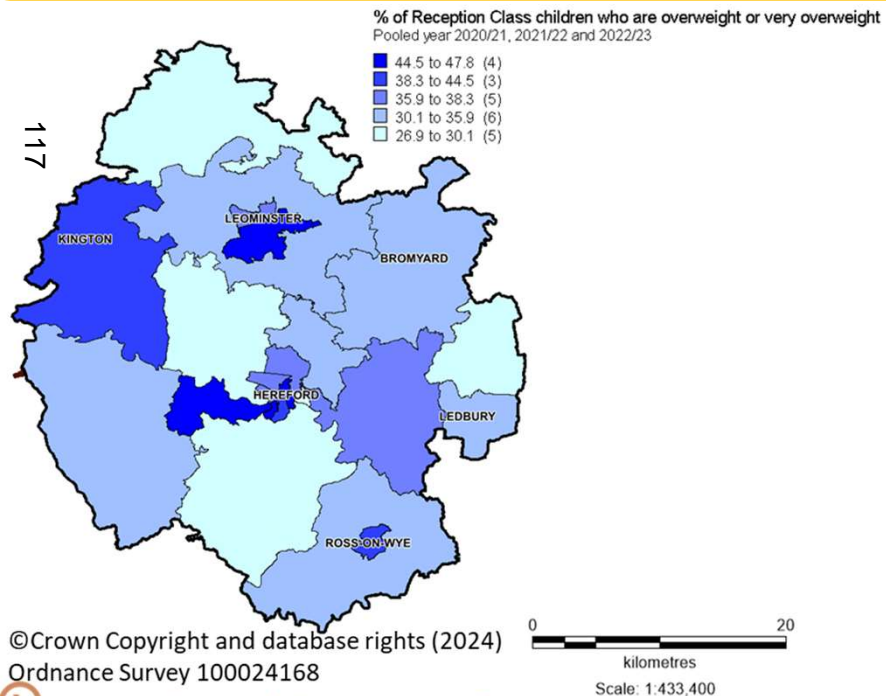 % of Reception Class children who are overweight or very overweight
Pooled year 2020/21, 2021/22 and 2022/23
44.5 to 47.8 (4)
38.3 to 44.5 (3)
35.9 to 38.3 (5)
30.1 to 35.9 (6)
26.9 to 30.1 (5)
117
LEOMINSTER
KINGTON
BROMYARD
HEREFORD
LEDBURY
ROSS-ON-WYE
©Crown Copyright and database rights (2024)
Ordnance Survey 100024168
0 20
kilometres
Scale: 1:433,400